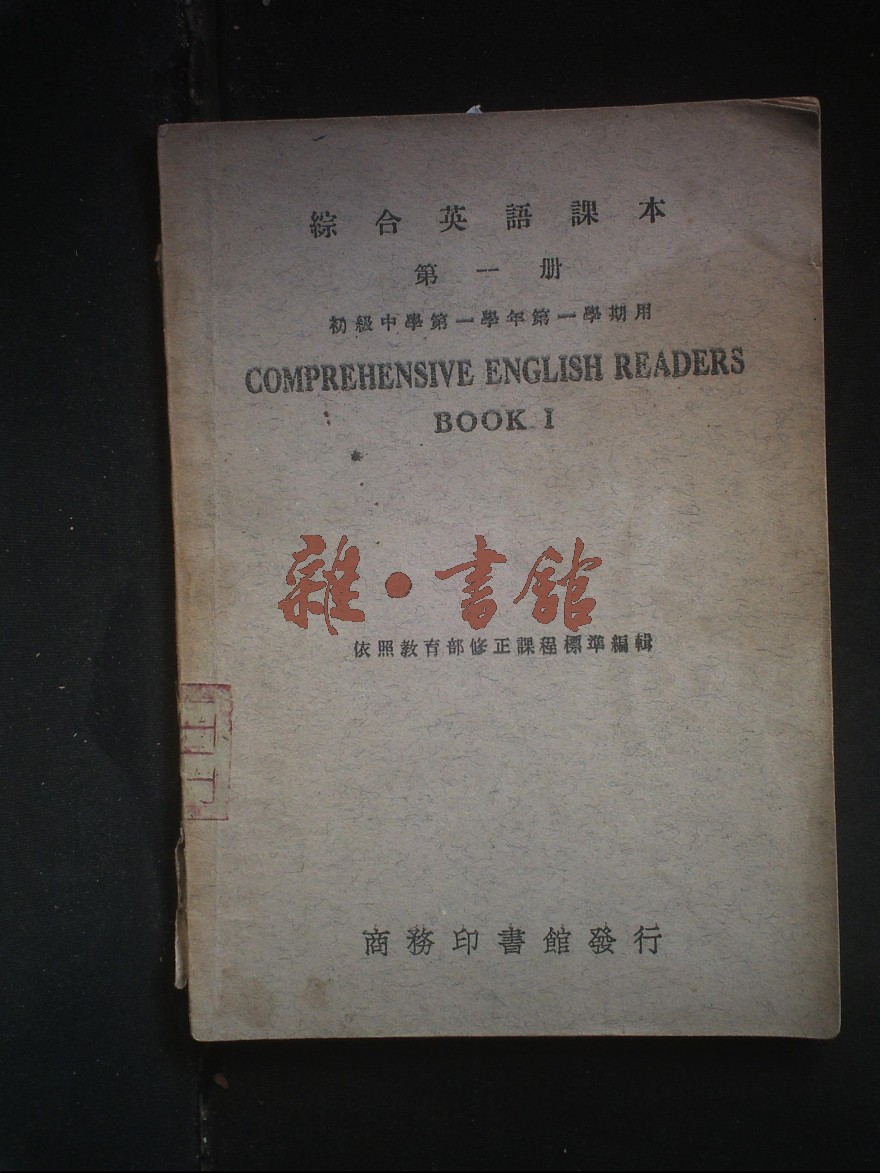 綜合英語課本
第一册
初級中學第一學年第一學期用
COMPREHENSIVE ENGLISH READERS
BOOK I
雜·書館
依照教育部修正課程標準編輯
商務印書館發行